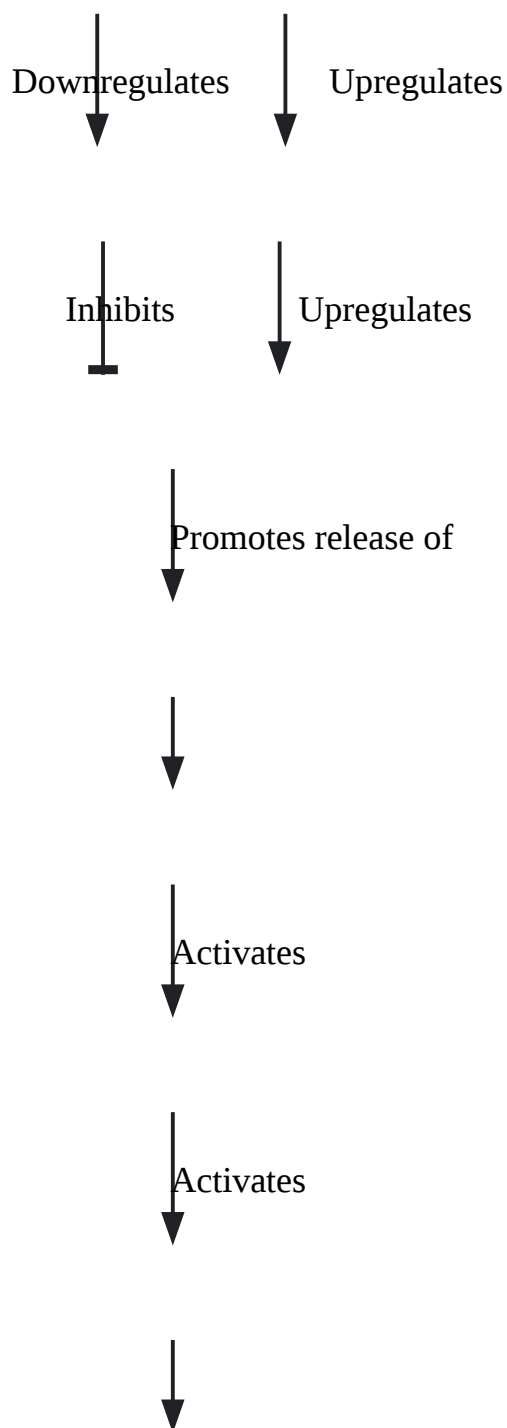 Downregulates Upregulates
Inhibits Upregulates
Promotes release of
Activates
Activates